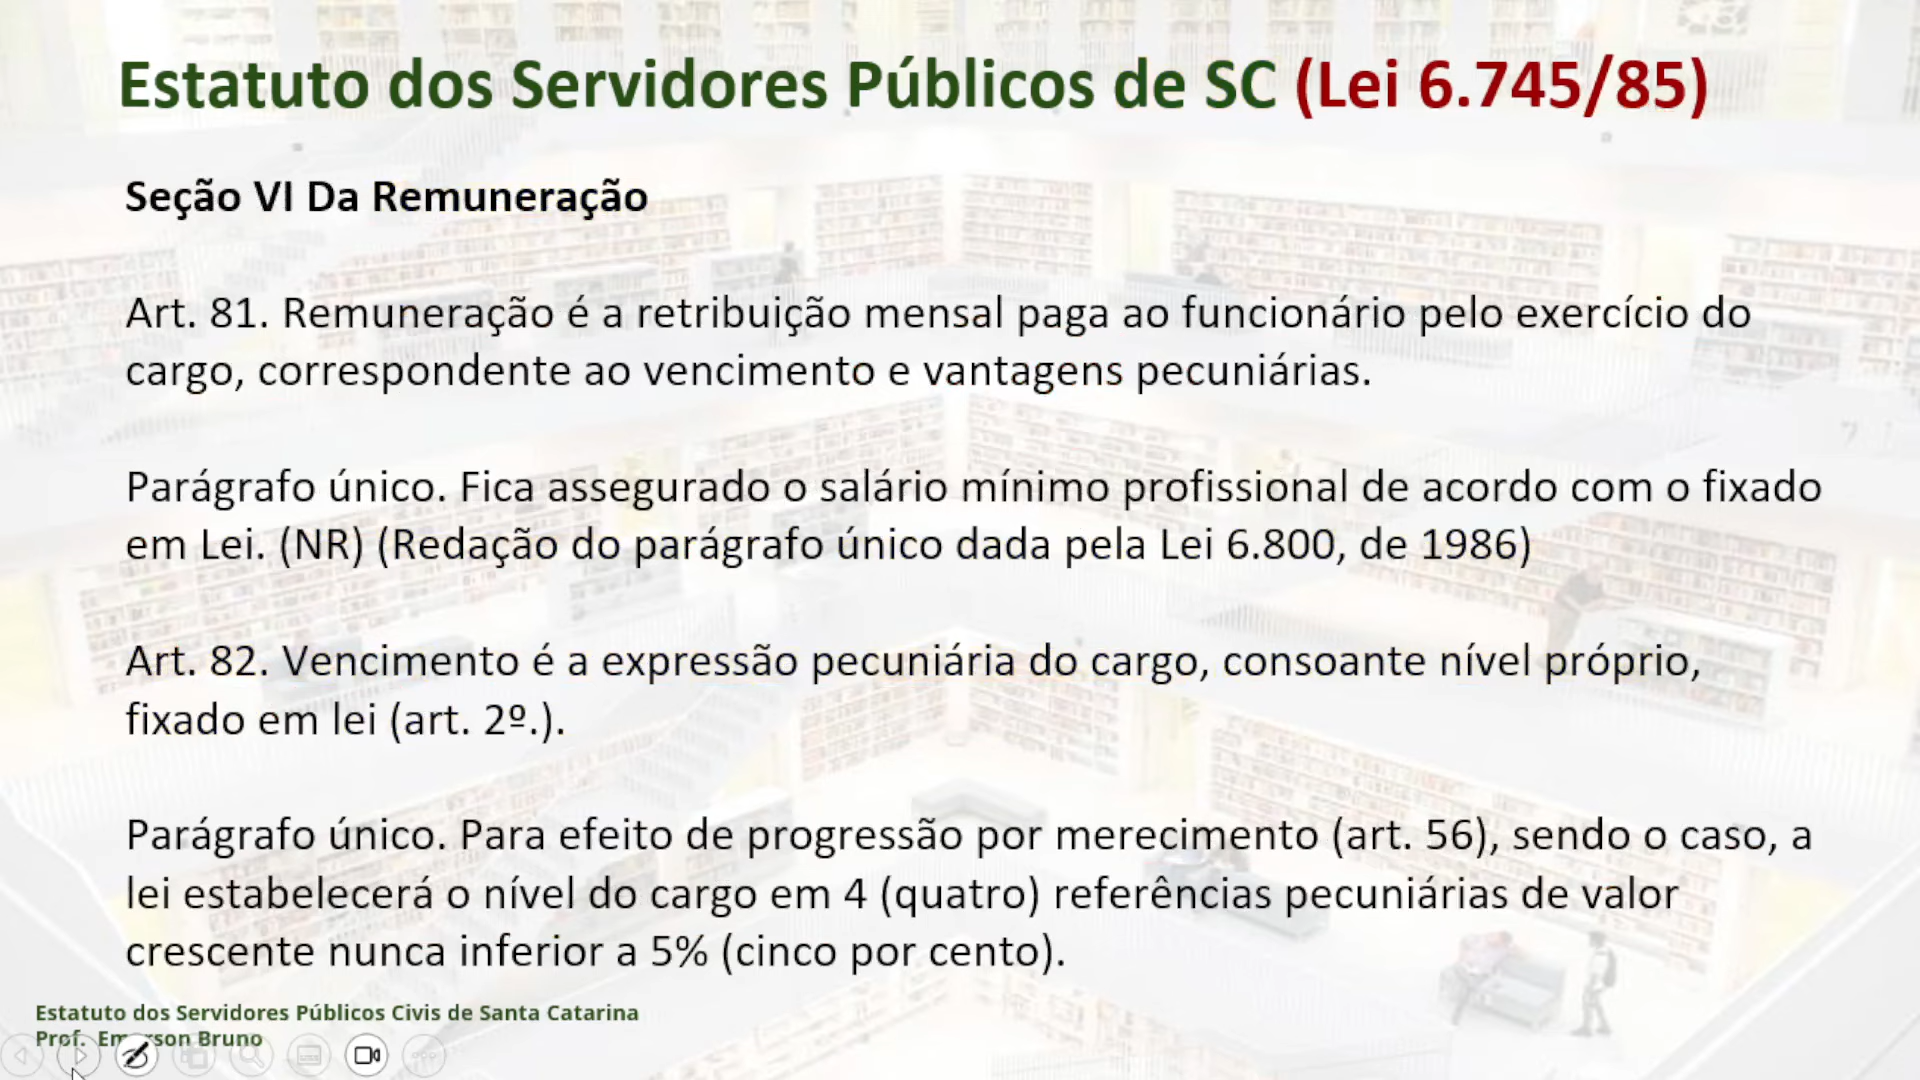 Estatuto dos Servidores Públicos de SC (Lei 6.745/85)
Seção VI Da Remuneração
Art. 81. Remuneração é a retribuição mensal paga ao funcionário pelo exercício do
cargo, correspondente ao vencimento e vantagens pecuniárias.
Parágrafo único. Fica assegurado o salário mínimo profissional de acordo com o fixado
em Lei. (NR) (Redação do parágrafo único dada pela Lei 6.800, de 1986)
Art. 82. Vencimento é a expressão pecuniária do cargo, consoante nível próprio,
fixado em lei (art. 2º.).
Parágrafo único. Para efeito de progressão por merecimento (art. 56), sendo o caso, a
lei estabelecerá o nível do cargo em 4 (quatro) referências pecuniárias de valor
crescente nunca inferior a 5% (cinco por cento).
Estatuto dos Servidores Públicos Civis de Santa Catarina
Prof. Emerson Bruno